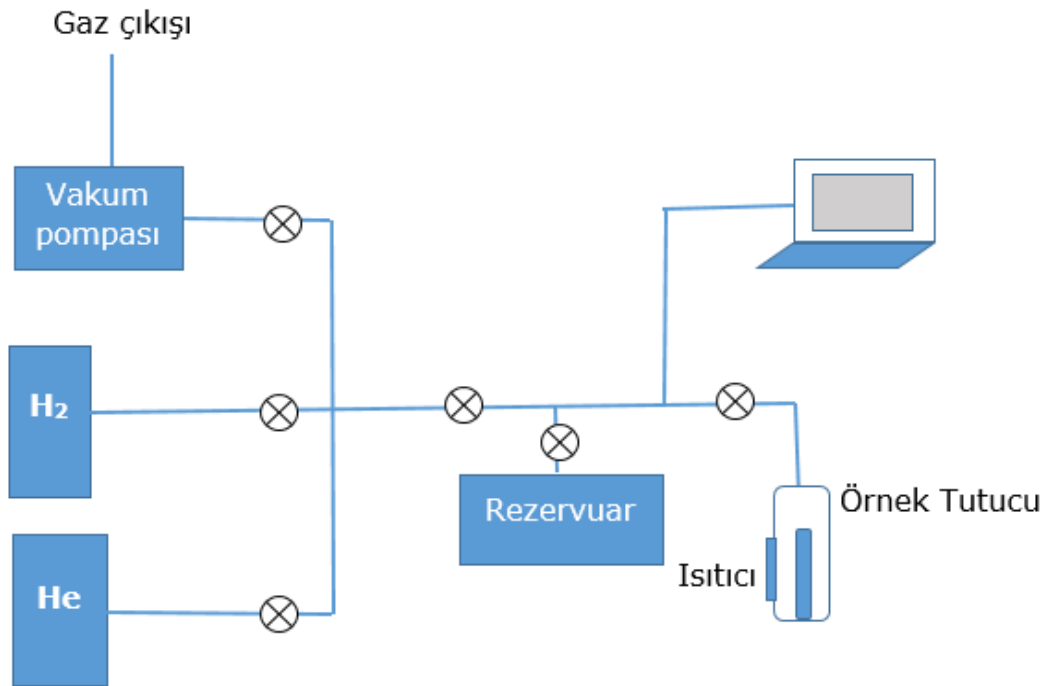 Gaz çıkışı
Vakum
pompası
H₂
Rezervuar
Örnek Tutucu
Isıtıcı
He